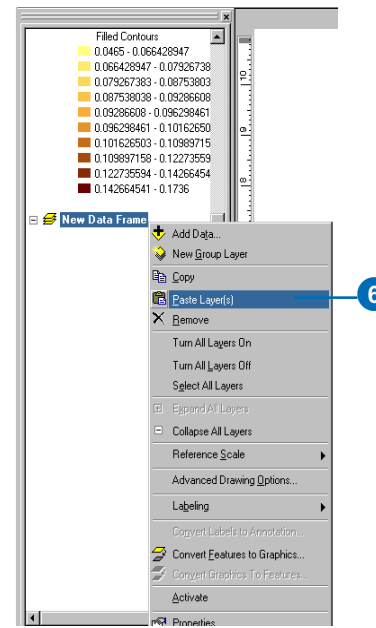 Filled Contours
0.0465 - 0.066428947
0.066428947 - 0.07926738
0.079267383 - 0.08753803
0.087538038 - 0.09286608
0.09286608 - 0.096298461
0.096298461 - 0.10162650
0.101626503 - 0.10989715
0.109897158 - 0.12273559
0.122735594 - 0.14266454
0.142664541 - 0.1736
New Data Frame
Add Data...
New Group Layer
Copy
Paste Layer(s)
Remove
Turn All Layers On
Turn All Layers Off
Select All Layers
Expand All Layers
Collapse All Layers
Reference Scale
Advanced Drawing Options...
Labeling
Convert Labels to Annotation...
Convert Features to Graphics...
Convert Graphics To Features...
Activate
Properties
10
9
8
6